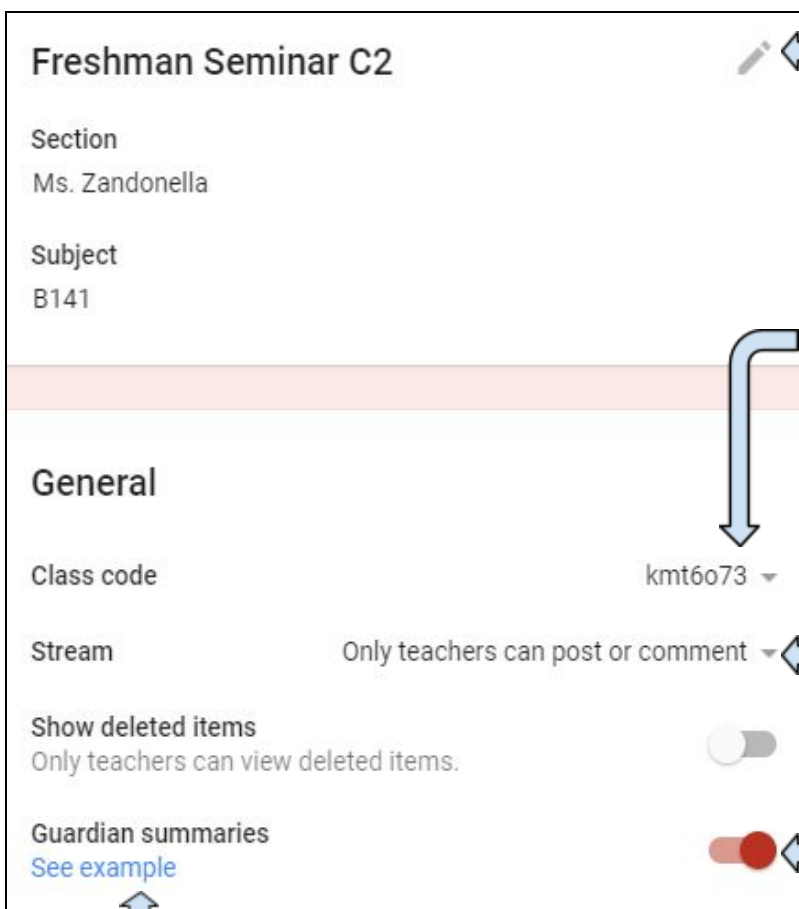 Freshman Seminar C2
Section
Ms. Zandonella
Subject
B141
General
Class code kmt6o73
Stream Only teachers can post or comment
Show deleted items
Only teachers can view deleted items.
Guardian summaries
See example